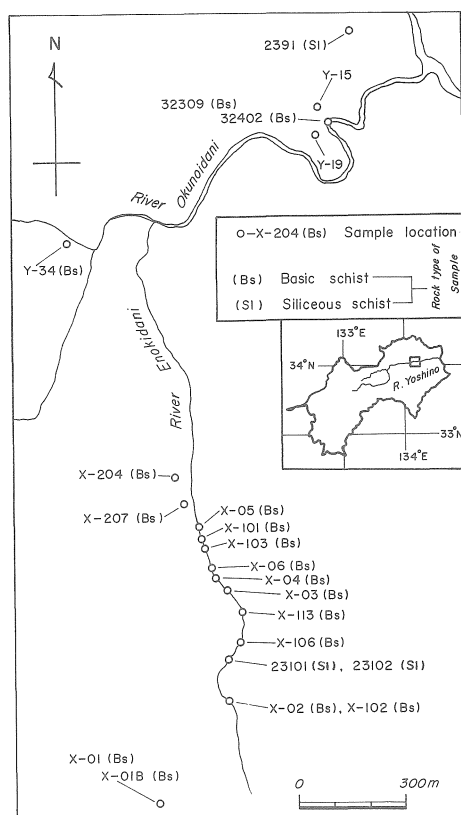 N
2391 (Sl)
Y-15
32309 (Bs)
32402 (Bs)
Y-19
River Okunoidani
Y-34 (Bs)
o-X-204 (Bs) Sample location
(Bs) Basic schist
(Sl) Siliceous schist
Rock type of
Sample
133°E
34°N
R. Yoshino
33°N
134°E
Enokidani
River
X-204 (Bs)
X-207 (Bs)
X-05 (Bs)
X-101 (Bs)
X-103 (Bs)
X-06 (Bs)
X-04 (Bs)
X-03 (Bs)
X-113 (Bs)
X-106 (Bs)
23101 (Sl), 23102 (Sl)
X-02 (Bs), X-102 (Bs)
X-01 (Bs)
X-01B (Bs)
0 300m